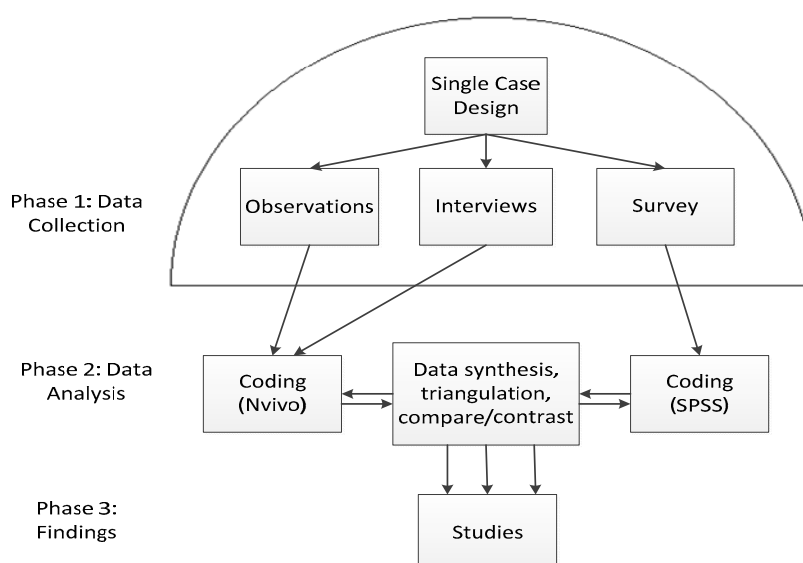 Single Case
Design
Phase 1: Data
Collection
Observations
Interviews
Survey
Phase 2: Data
Analysis
Coding
(Nvivo)
Data synthesis,
triangulation,
compare/contrast
Coding
(SPSS)
Phase 3:
Findings
Studies